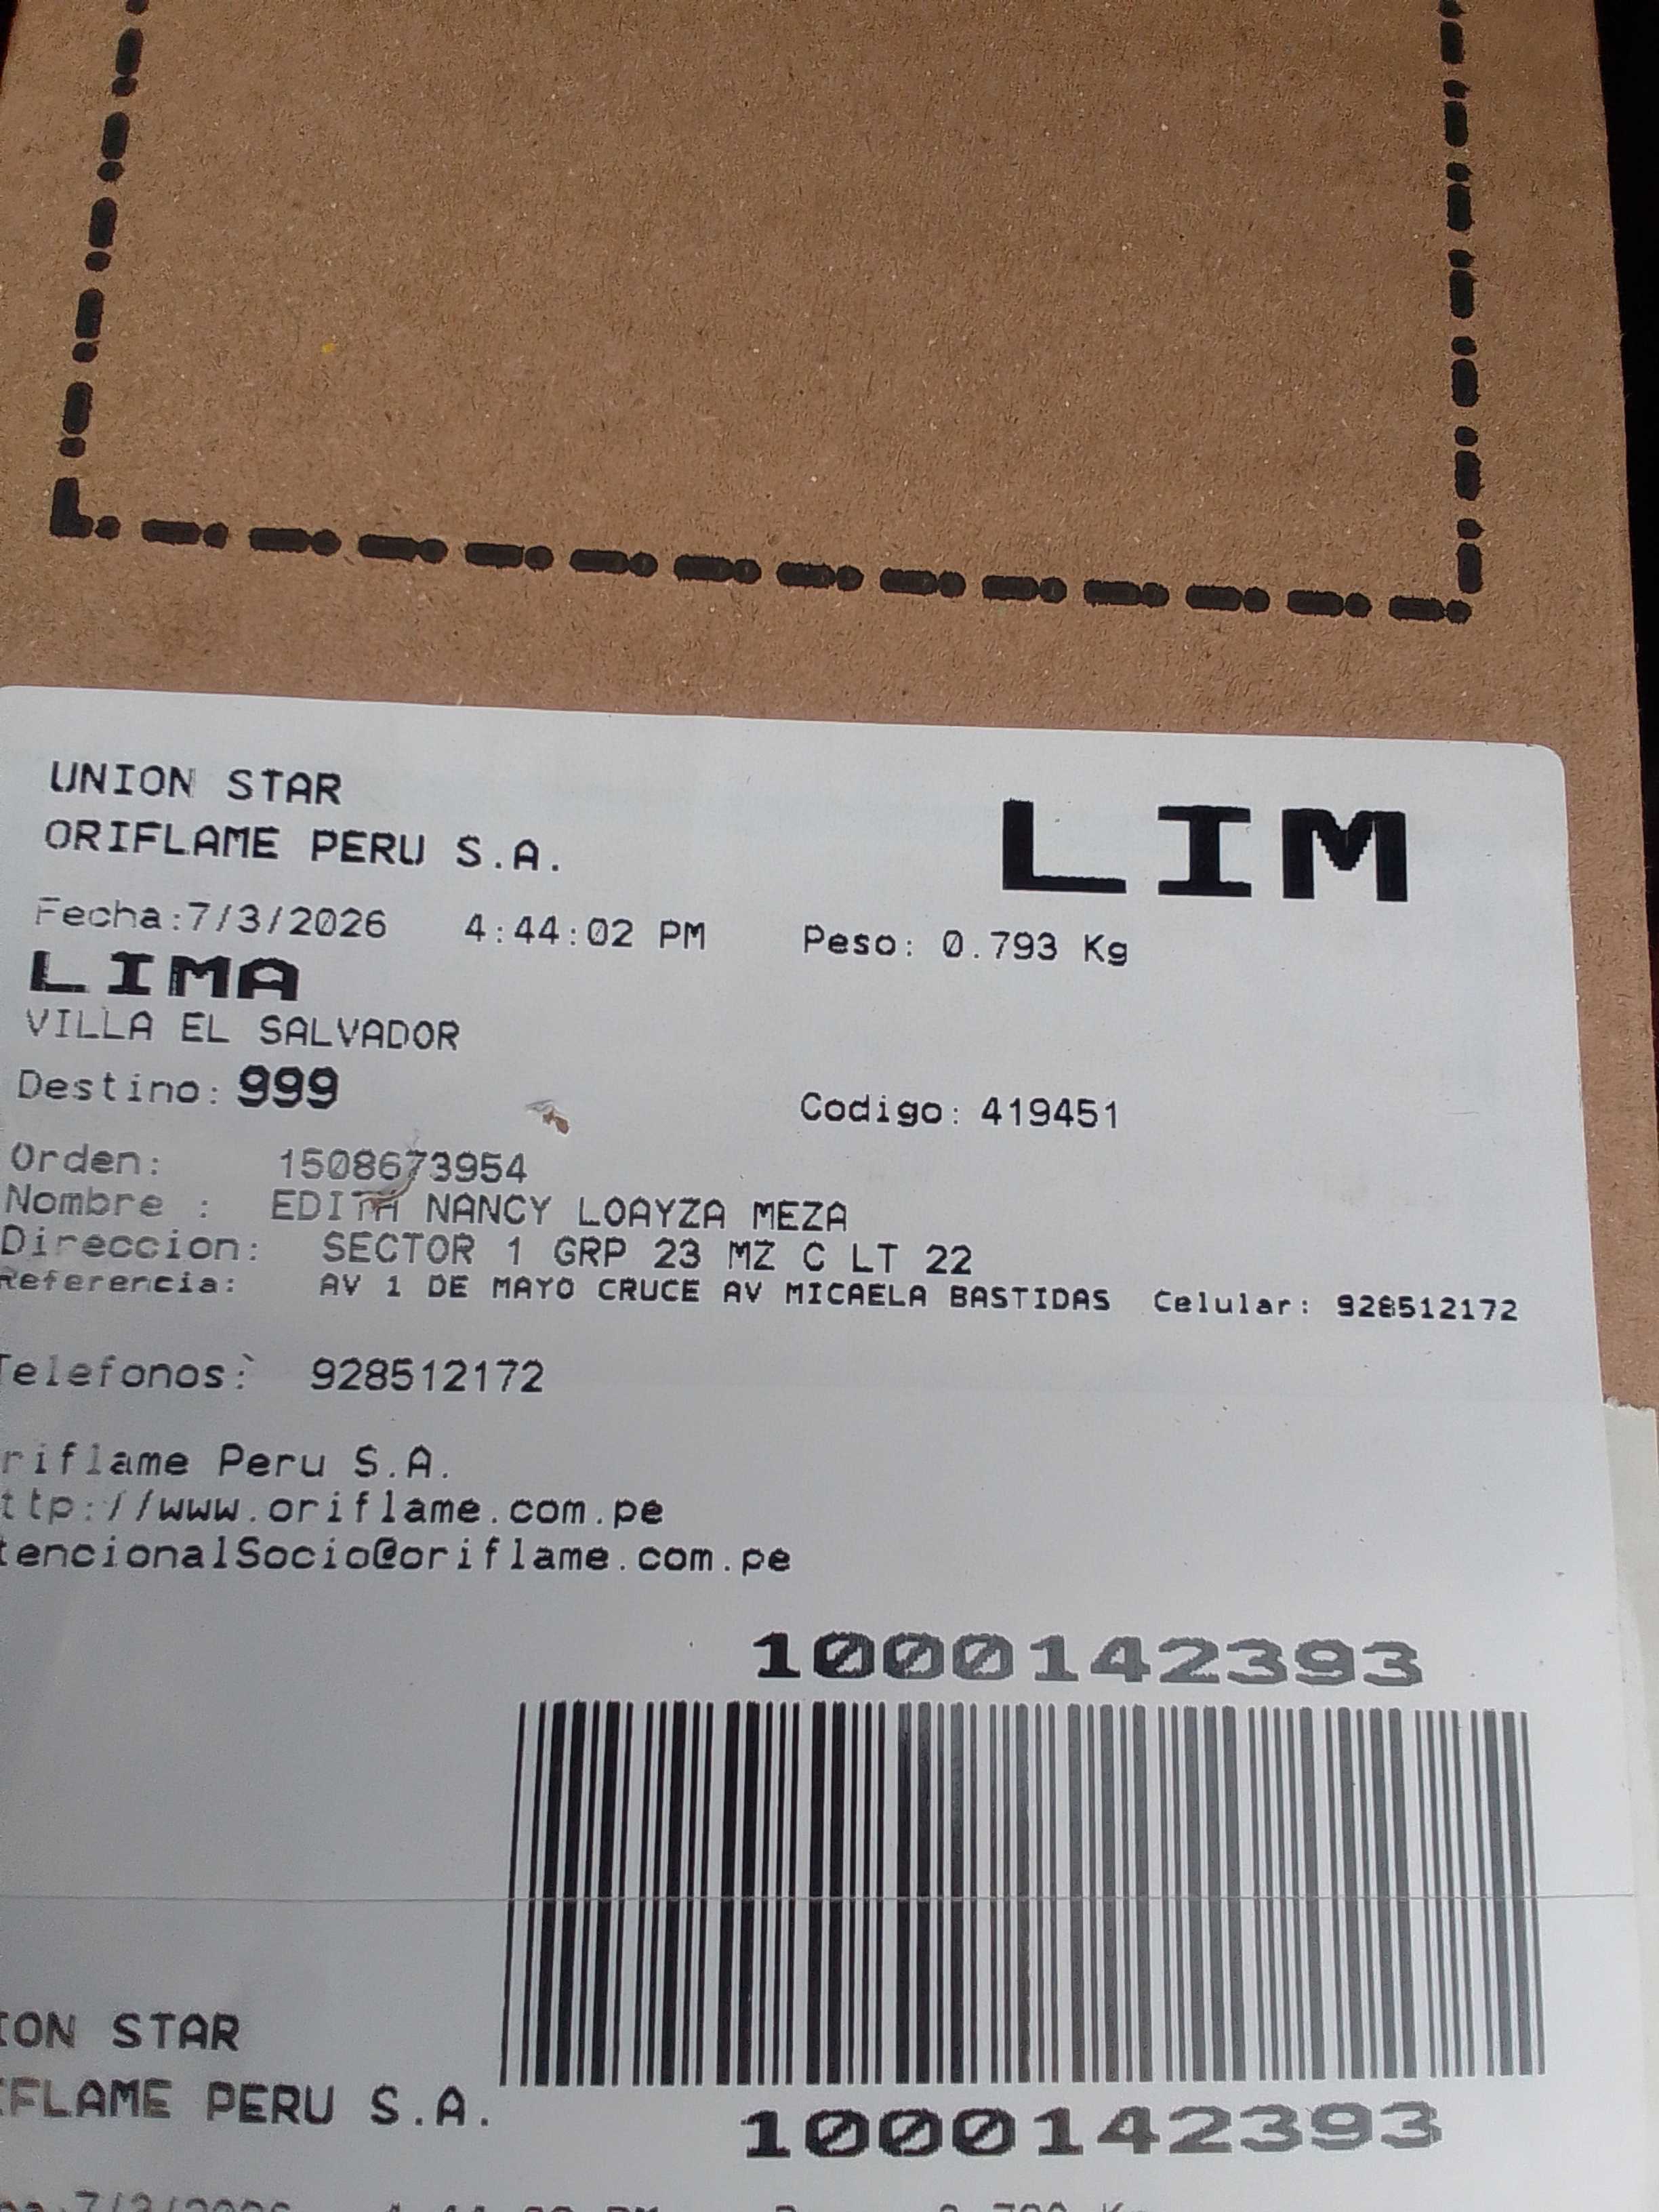 UNION STAR
ORIFLAME PERU S.A.
LIM
Fecha:7/3/2026 4:44:02 PM Peso: 0.793 Kg
LIMA
VILLA EL SALVADOR
Destino: 999 Codigo: 419451
Orden: 1508673954
Nombre : EDITH NANCY LOAYZA MEZA
Direccion: SECTOR 1 GRP 23 MZ C LT 22
Referencia: AV 1 DE MAYO CRUCE AV MICAELA BASTIDAS Celular: 928512172
Telefonos:` 928512172
riflame Peru S.A.
ttp://www.oriflame.com.pe
tencionalSocio@oriflame.com.pe
1000142393
ION STAR
IFLAME PERU S.A.
1000142393